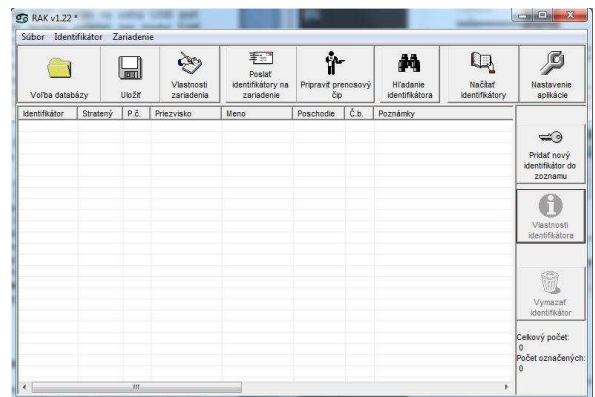 RAK v1.22 *
Súbor Identifikátor Zariadenie
Voľba databázy
Uložiť
Vlastnosti
zariadenia
Poslať
identifikátory na
zariadenie
Pripraviť prenosový
čip
Hľadanie
identifikátora
Načítať
identifikátory
Nastavenie
aplikácie
Identifikátor Stratený P.č. Priezvisko Meno Poschodie Č.b. Poznámky
Pridať nový
identifikátor do
zoznamu
Vlastnosti
identifikátora
Vymazať
identifikátor
Celkový počet:
0
Počet označených:
0